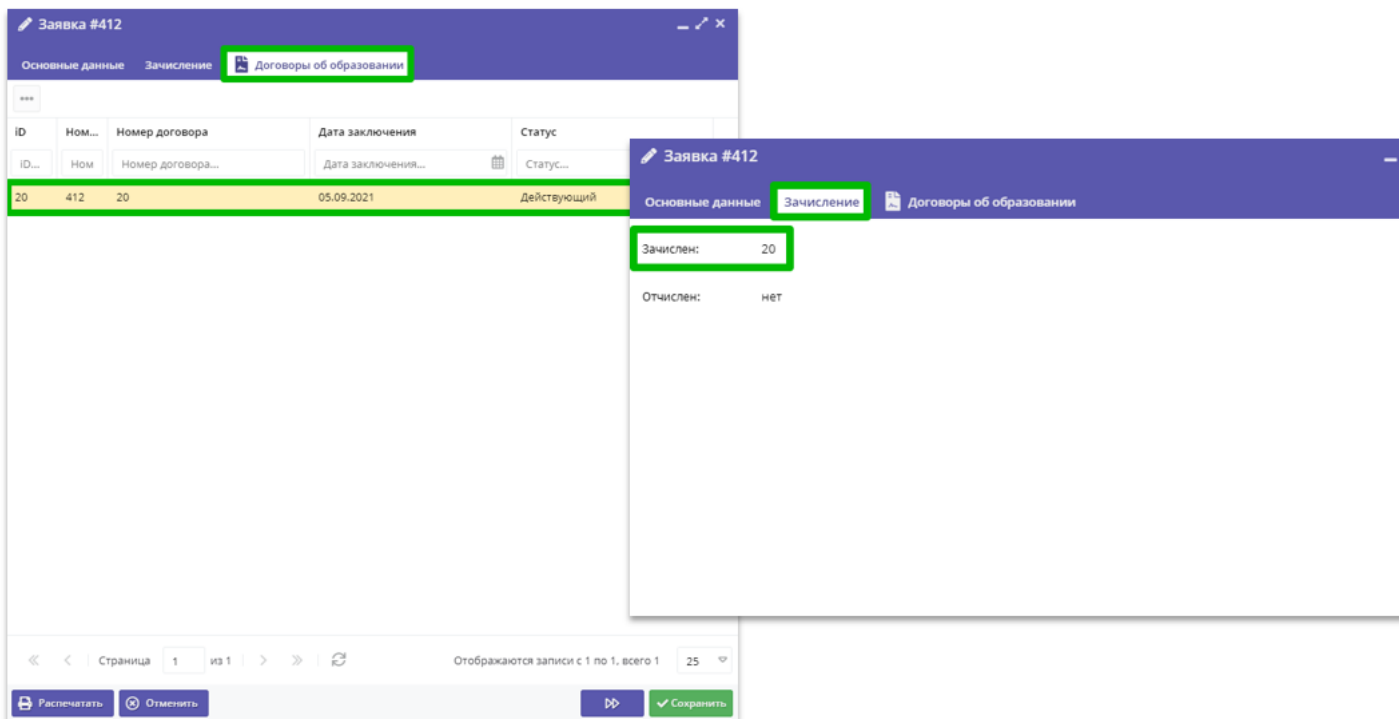 Заявка #412
Основные данные Зачисление Договоры об образовании
iD Ном... Номер договора Дата заключения Статус
iD... Ном Номер договора... Дата заключения... Статус...
20 412 20 05.09.2021 Действующий
Страница 1 из 1 Отображаются записи с 1 по 1, всего 1 25
Распечатать Отменить Сохранить
Заявка #412
Основные данные Зачисление Договоры об образовании
Зачислен: 20
Отчислен: нет